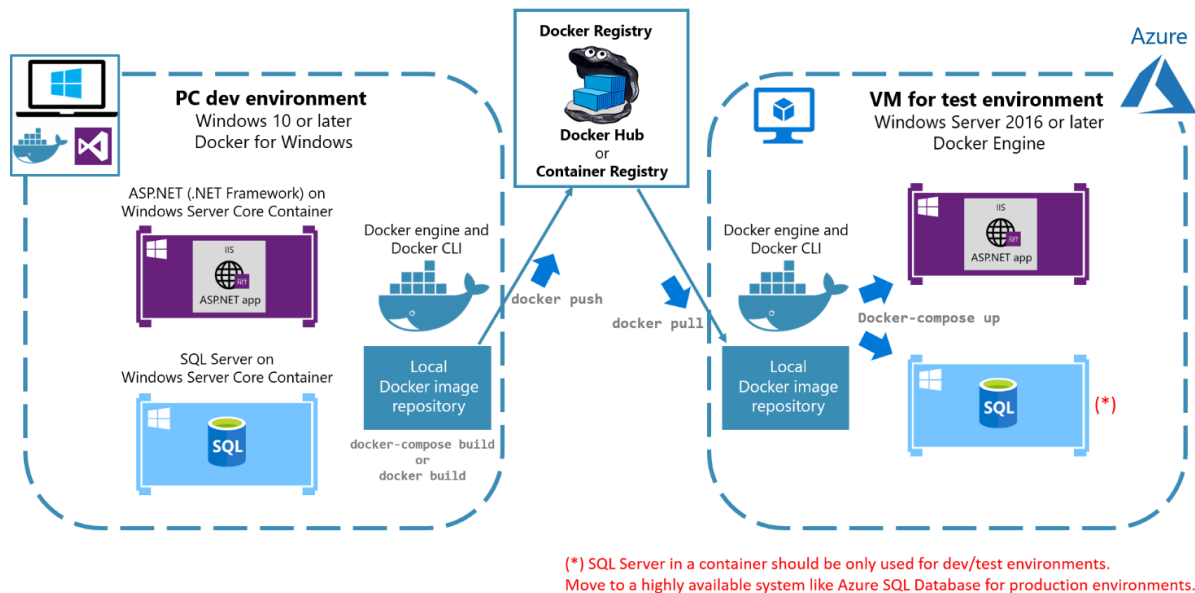 Docker Registry
Docker Hub
or
Container Registry
Azure
PC dev environment
Windows 10 or later
Docker for Windows
ASP.NET (.NET Framework) on
Windows Server Core Container
IIS
.NET
ASP.NET app
SQL Server on
Windows Server Core Container
SQL
Docker engine and
Docker CLI
Local
Docker image
repository
docker-compose build
or
docker build
docker push
docker pull
VM for test environment
Windows Server 2016 or later
Docker Engine
Docker engine and
Docker CLI
Local
Docker image
repository
Docker-compose up
IIS
.NET
ASP.NET app
SQL
(*)
(*) SQL Server in a container should be only used for dev/test environments.
Move to a highly available system like Azure SQL Database for production environments.